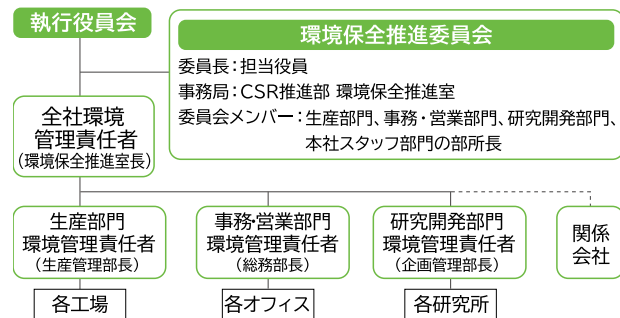 執行役員会
環境保全推進委員会
委員長：担当役員
事務局：CSR推進部 環境保全推進室
委員会メンバー：生産部門、事務・営業部門、研究開発部門、
本社スタッフ部門の部所長
全社環境
管理責任者
（環境保全推進室長）
生産部門
環境管理責任者
（生産管理部長）
事務・営業部門
環境管理責任者
（総務部長）
研究開発部門
環境管理責任者
（企画管理部長）
関係
会社
各工場
各オフィス
各研究所